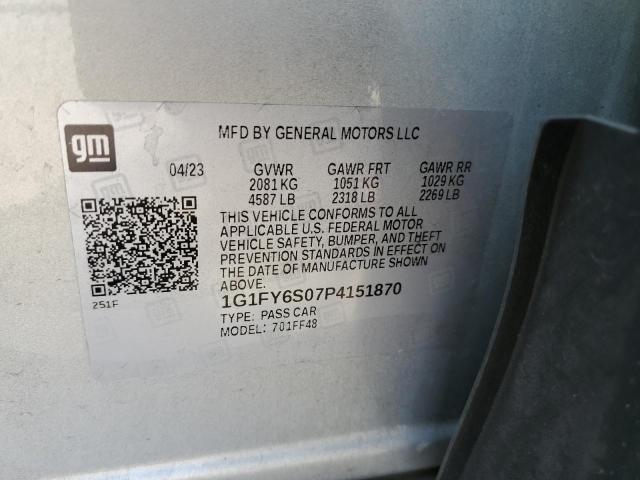 gm
MFD BY GENERAL MOTORS LLC
04/23 GVWR GAWR FRT GAWR RR
2081 KG 1051 KG 1029 KG
4587 LB 2318 LB 2269 LB
THIS VEHICLE CONFORMS TO ALL
APPLICABLE U.S. FEDERAL MOTOR
VEHICLE SAFETY, BUMPER, AND THEFT
PREVENTION STANDARDS IN EFFECT ON
THE DATE OF MANUFACTURE SHOWN
ABOVE.
1G1FY6S07P4151870
251F
TYPE: PASS CAR
MODEL: 701FF48